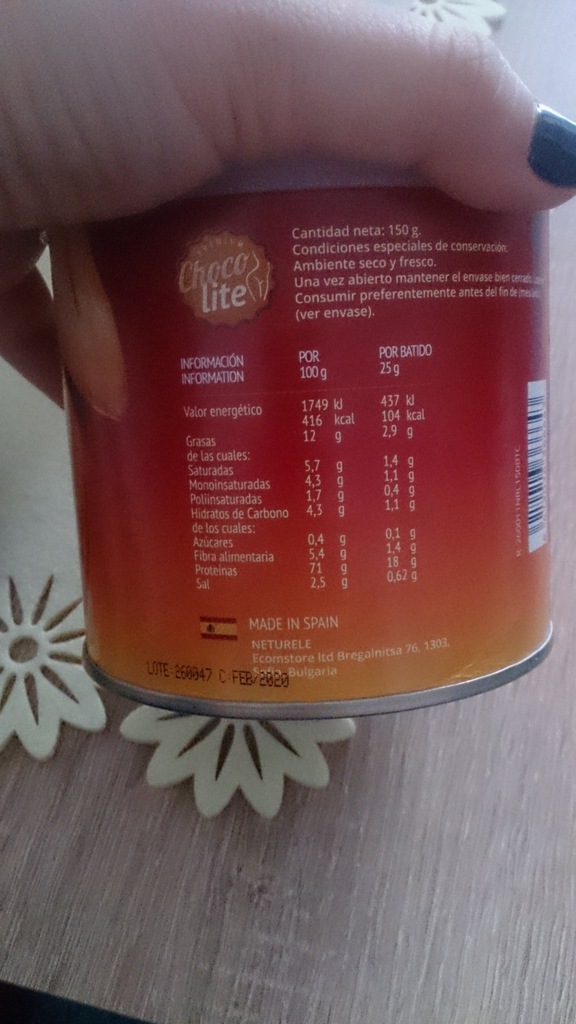 PREMIUM
Choco
lite
Cantidad neta: 150 g.
Condiciones especiales de conservación:
Ambiente seco y fresco.
Una vez abierto mantener el envase bien cerrado.
Consumir preferentemente antes del fin de
(ver envase).
INFORMACIÓN POR POR BATIDO
INFORMATION 100 g 25 g
Valor energético 1749 kJ 437 kJ
416 kcal 104 kcal
Grasas 12 g 2,9 g
de las cuales:
Saturadas 5,7 g 1,4 g
Monoinsaturadas 4,3 g 1,1 g
Poliinsaturadas 1,7 g 0,4 g
Hidratos de Carbono 4,3 g 1,1 g
de los cuales:
Azúcares 0,4 g 0,1 g
Fibra alimentaria 5,4 g 1,4 g
Proteínas 71 g 18 g
Sal 2,5 g 0,62 g
MADE IN SPAIN
NETURELE
Ecomstore ltd Bregalnitsa 76, 1303,
Bulgaria
LOTE:260047 C:FEB/2020